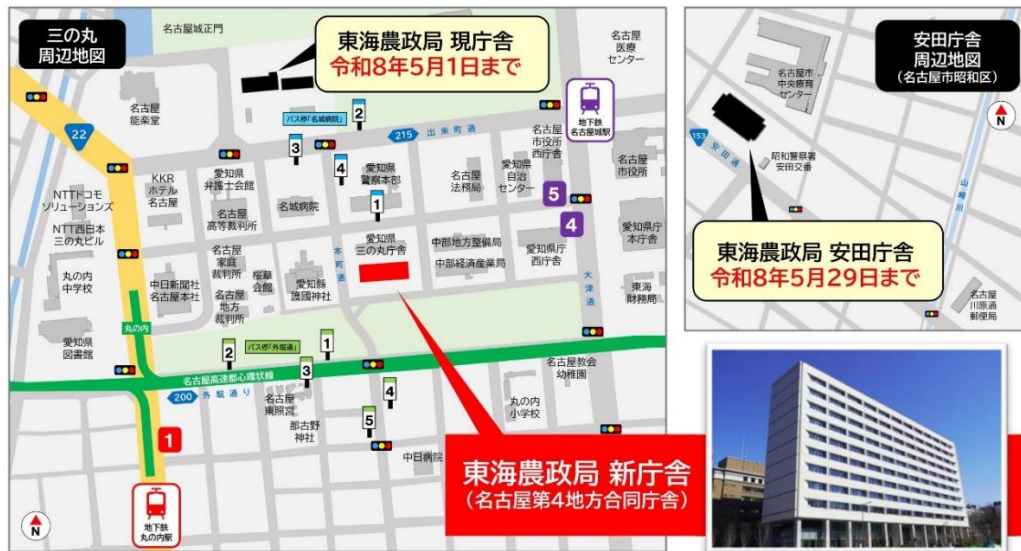 三の丸
周辺地図
名古屋城正門
東海農政局 現庁舎
令和8年5月1日まで
名古屋
医療
センター
地下鉄
名古屋城駅
名古屋
能楽堂
22
バス停「名城病院」
2
3
4
1
215
出来町通
名古屋
市役所
西庁舎
名古屋
市役所
KKR
ホテル
名古屋
愛知県
弁護士会館
愛知県
警察本部
名古屋
法務局
愛知県
自治
センター
5
4
NTTドコモ
ソリューションズ
NTT西日本
三の丸ビル
名古屋
高等裁判所
名城病院
本町通
愛知県
三の丸庁舎
中部地方整備局
中部経済産業局
愛知県庁
西庁舎
愛知県庁
本庁舎
丸の内
中学校
中日新聞社
名古屋本社
名古屋
家庭
裁判所
名古屋
地方
裁判所
桜華
会館
愛知縣
護國神社
大津通
東海
財務局
丸の内
愛知県
図書館
2
バス停「外堀通」
1
3
4
5
名古屋高速都心環状線
200
外堀通り
名古屋
東照宮
那古野
神社
名古屋教会
幼稚園
丸の内
小学校
中日病院
1
地下鉄
丸の内駅
N
東海農政局 新庁舎
（名古屋第4地方合同庁舎）
安田庁舎
周辺地図
（名古屋市昭和区）
N
名古屋市
中央療育
センター
153
安田通
昭和警察署
安田交番
山崎川
東海農政局 安田庁舎
令和8年5月29日まで
名古屋
川原通
郵便局